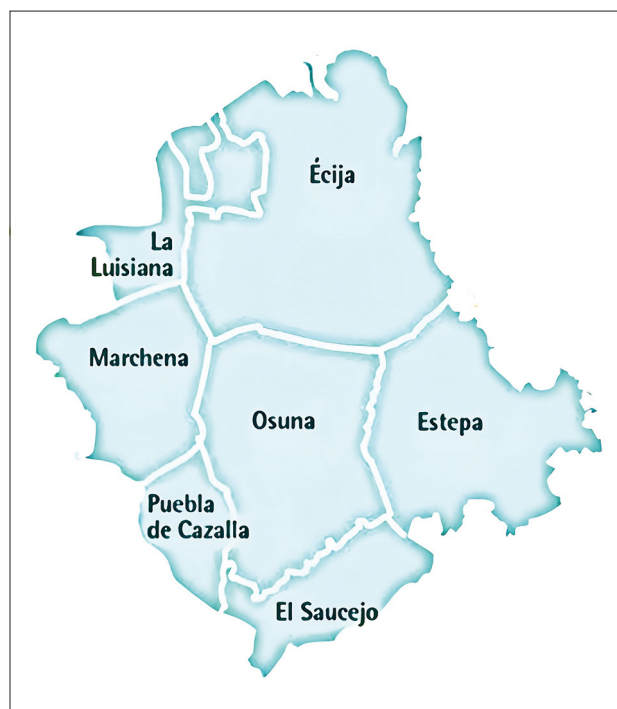 Écija
La
Luisiana
Marchena
Osuna
Estepa
Puebla
de Cazalla
El Saucejo